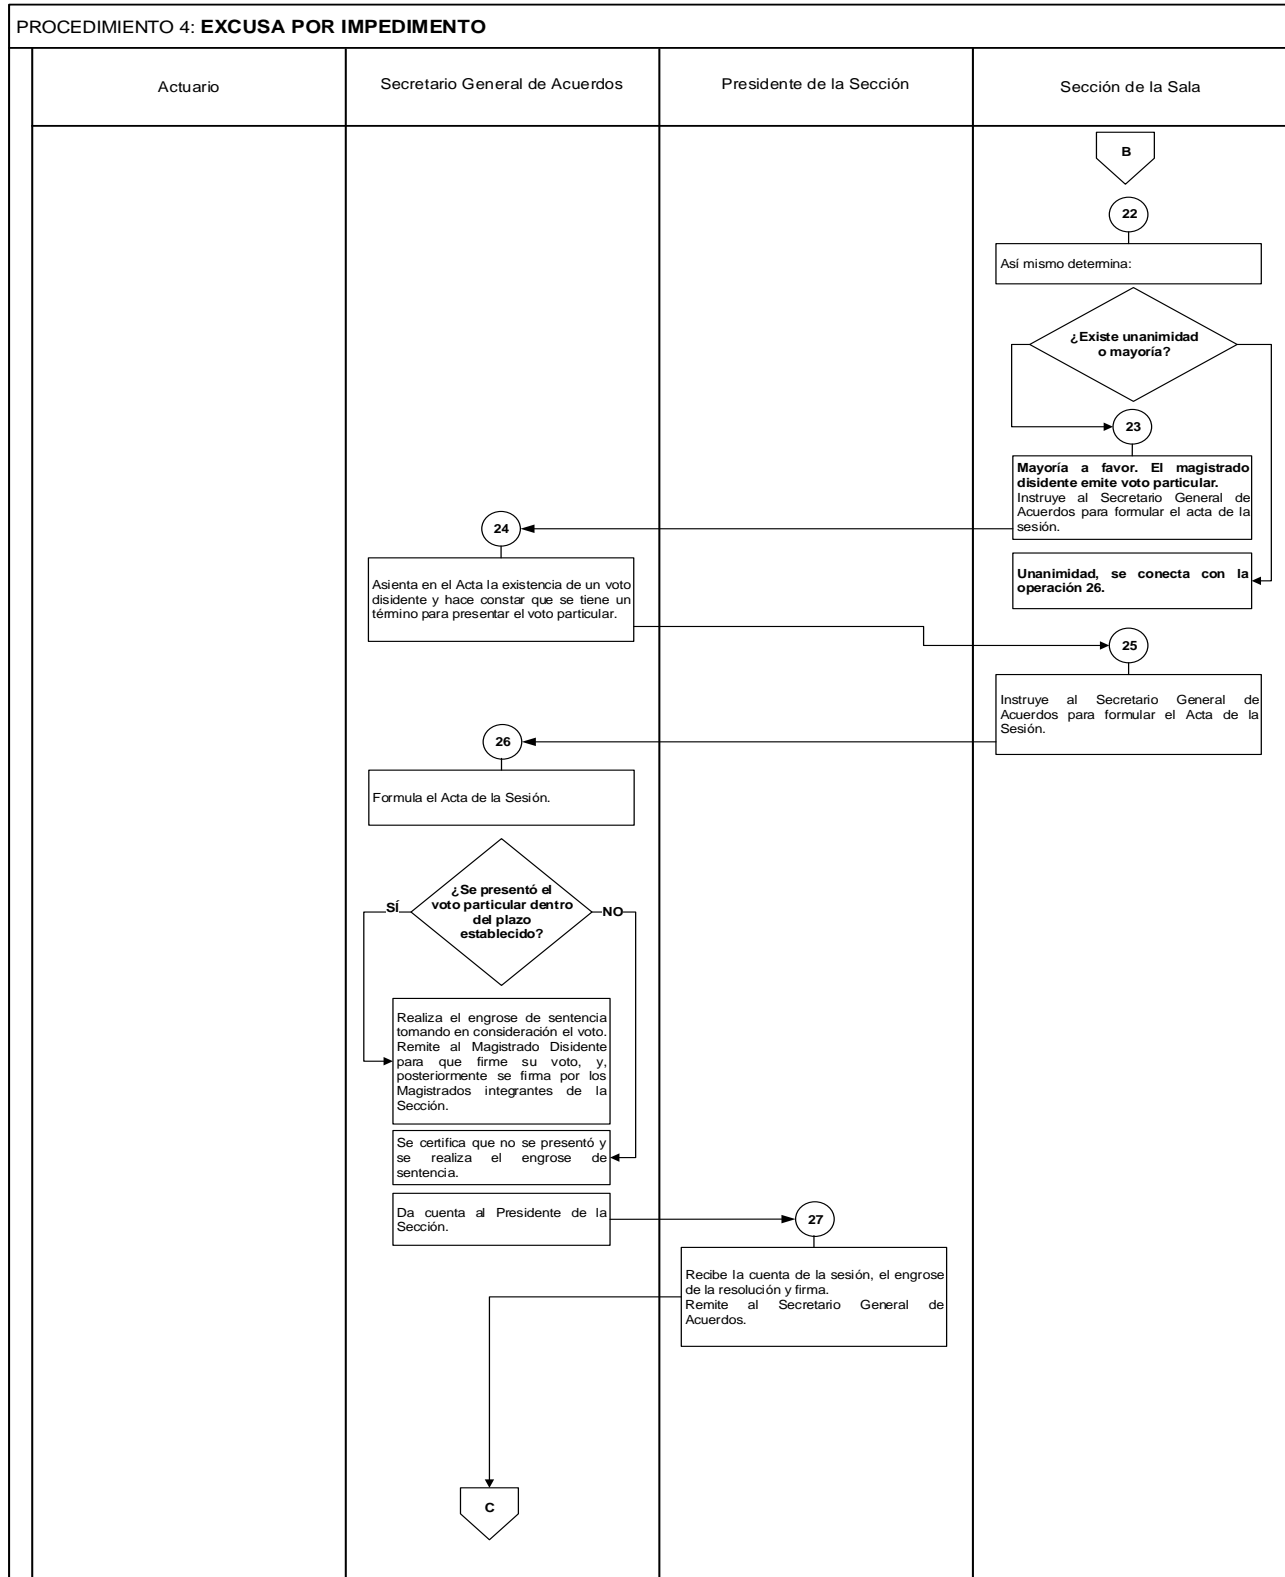 PROCEDIMIENTO 4: EXCUSA POR IMPEDIMENTO
Actuario
Secretario General de Acuerdos
Presidente de la Sección
Sección de la Sala
B
22
Así mismo determina:
¿Existe unanimidad
o mayoría?
23
Mayoría a favor. El magistrado
disidente emite voto particular.
Instruye al Secretario General de
Acuerdos para formular el acta de la
sesión.
24
Asienta en el Acta la existencia de un voto
disidente y hace constar que se tiene un
término para presentar el voto particular.
Unanimidad, se conecta con la
operación 26.
25
Instruye al Secretario General de
Acuerdos para formular el Acta de la
Sesión.
26
Formula el Acta de la Sesión.
¿Se presentó el
voto particular dentro
del plazo
establecido?
SÍ
NO
Realiza el engrose de sentencia
tomando en consideración el voto.
Remite al Magistrado Disidente
para que firme su voto, y,
posteriormente se firma por los
Magistrados integrantes de la
Sección.
Se certifica que no se presentó y
se realiza el engrose de
sentencia.
Da cuenta al Presidente de la
Sección.
27
Recibe la cuenta de la sesión, el engrose
de la resolución y firma.
Remite al Secretario General de
Acuerdos.
C